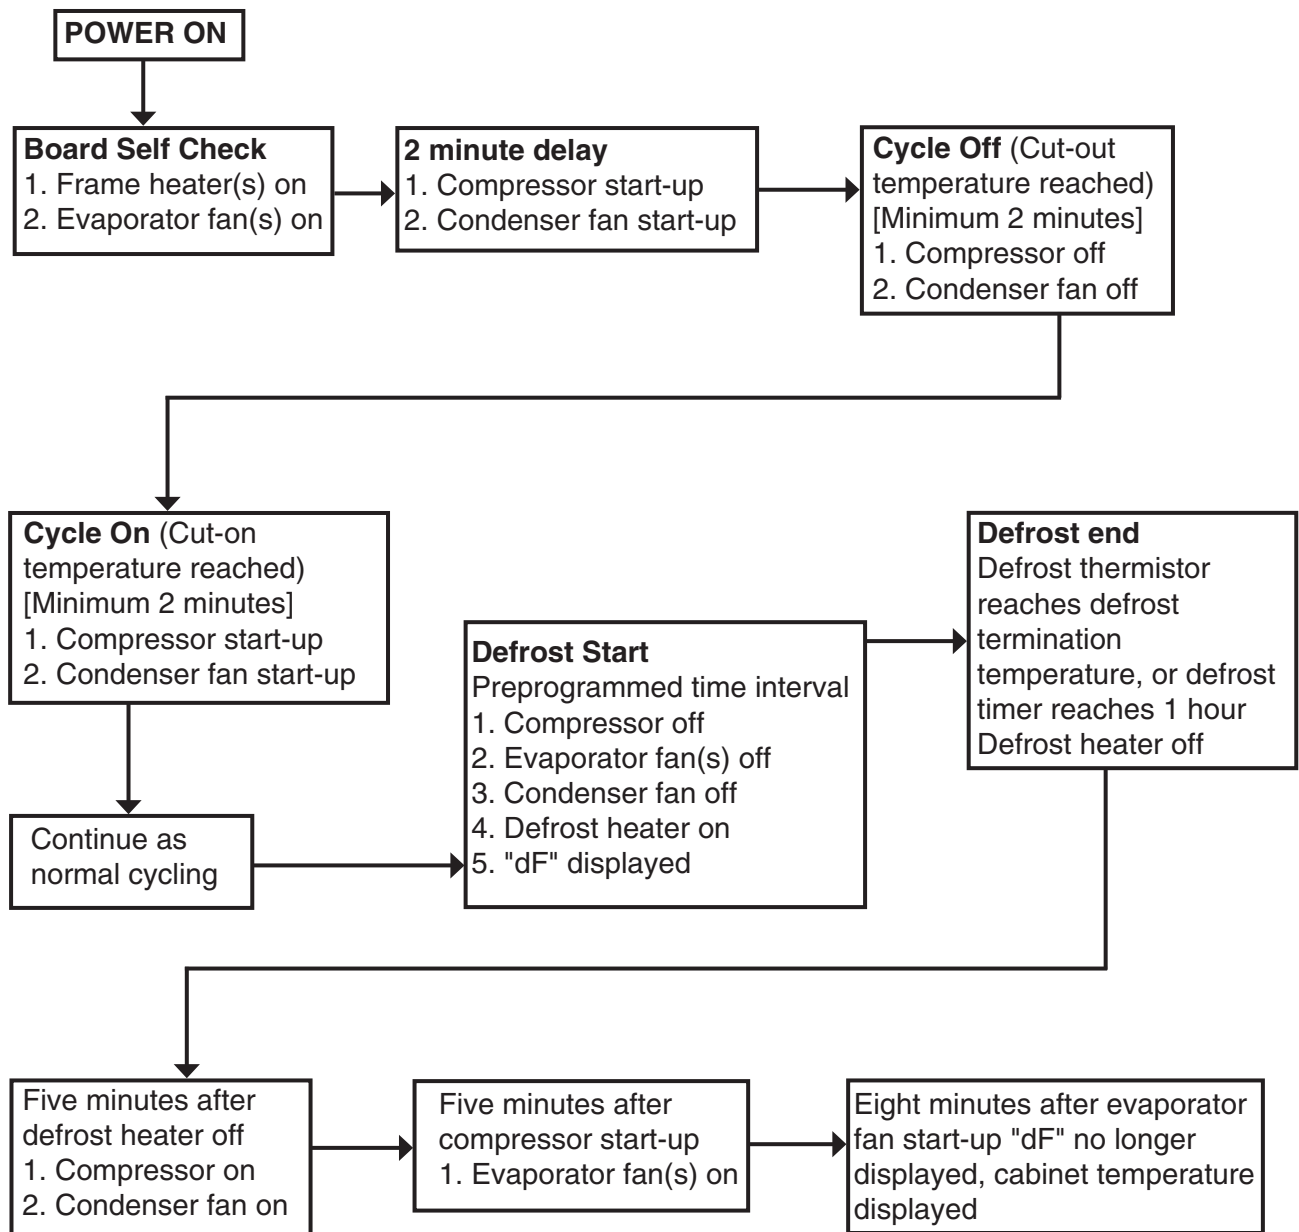 POWER ON
Board Self Check
1. Frame heater(s) on
2. Evaporator fan(s) on
2 minute delay
1. Compressor start-up
2. Condenser fan start-up
Cycle Off (Cut-out
temperature reached)
[Minimum 2 minutes]
1. Compressor off
2. Condenser fan off
Cycle On (Cut-on
temperature reached)
[Minimum 2 minutes]
1. Compressor start-up
2. Condenser fan start-up
Continue as
normal cycling
Defrost Start
Preprogrammed time interval
1. Compressor off
2. Evaporator fan(s) off
3. Condenser fan off
4. Defrost heater on
5. "dF" displayed
Defrost end
Defrost thermistor
reaches defrost
termination
temperature, or defrost
timer reaches 1 hour
Defrost heater off
Five minutes after
defrost heater off
1. Compressor on
2. Condenser fan on
Five minutes after
compressor start-up
1. Evaporator fan(s) on
Eight minutes after evaporator
fan start-up "dF" no longer
displayed, cabinet temperature
displayed